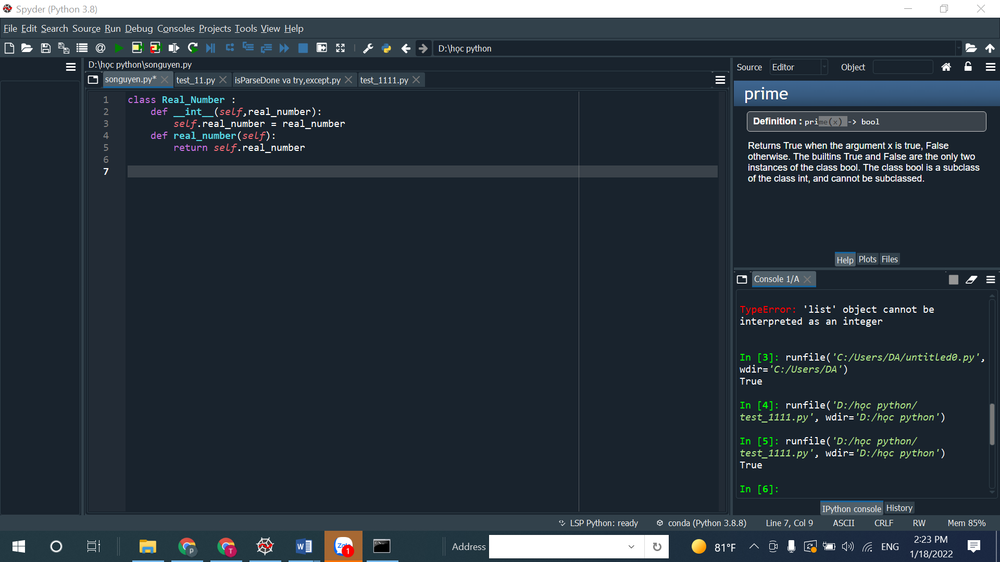 Spyder (Python 3.8)
File Edit Search Source Run Debug Consoles Projects Tools View Help
D:\học python
D:\học python\songuyen.py
songuyen.py* test_11.py isParseDone va try,except.py test_1111.py
1 class Real_Number :
2 def __int__(self,real_number):
3 self.real_number = real_number
4 def real_number(self):
5 return self.real_number
6
7
Source Editor Object
prime
Definition : prime(x) -> bool
Returns True when the argument x is true, False
otherwise. The builtins True and False are the only two
instances of the class bool. The class bool is a subclass
of the class int, and cannot be subclassed.
Help Plots Files
Console 1/A
TypeError: 'list' object cannot be
interpreted as an integer
In [3]: runfile('C:/Users/DA/untitled0.py',
wdir='C:/Users/DA')
True
In [4]: runfile('D:/học python/
test_1111.py', wdir='D:/học python')
In [5]: runfile('D:/học python/
test_1111.py', wdir='D:/học python')
True
In [6]:
IPython console History
LSP Python: ready conda (Python 3.8.8) Line 7, Col 9 ASCII CRLF RW Mem 85%
Address
81°F
ENG
2:23 PM
1/18/2022
p
T
W
Zalo
1
C:\